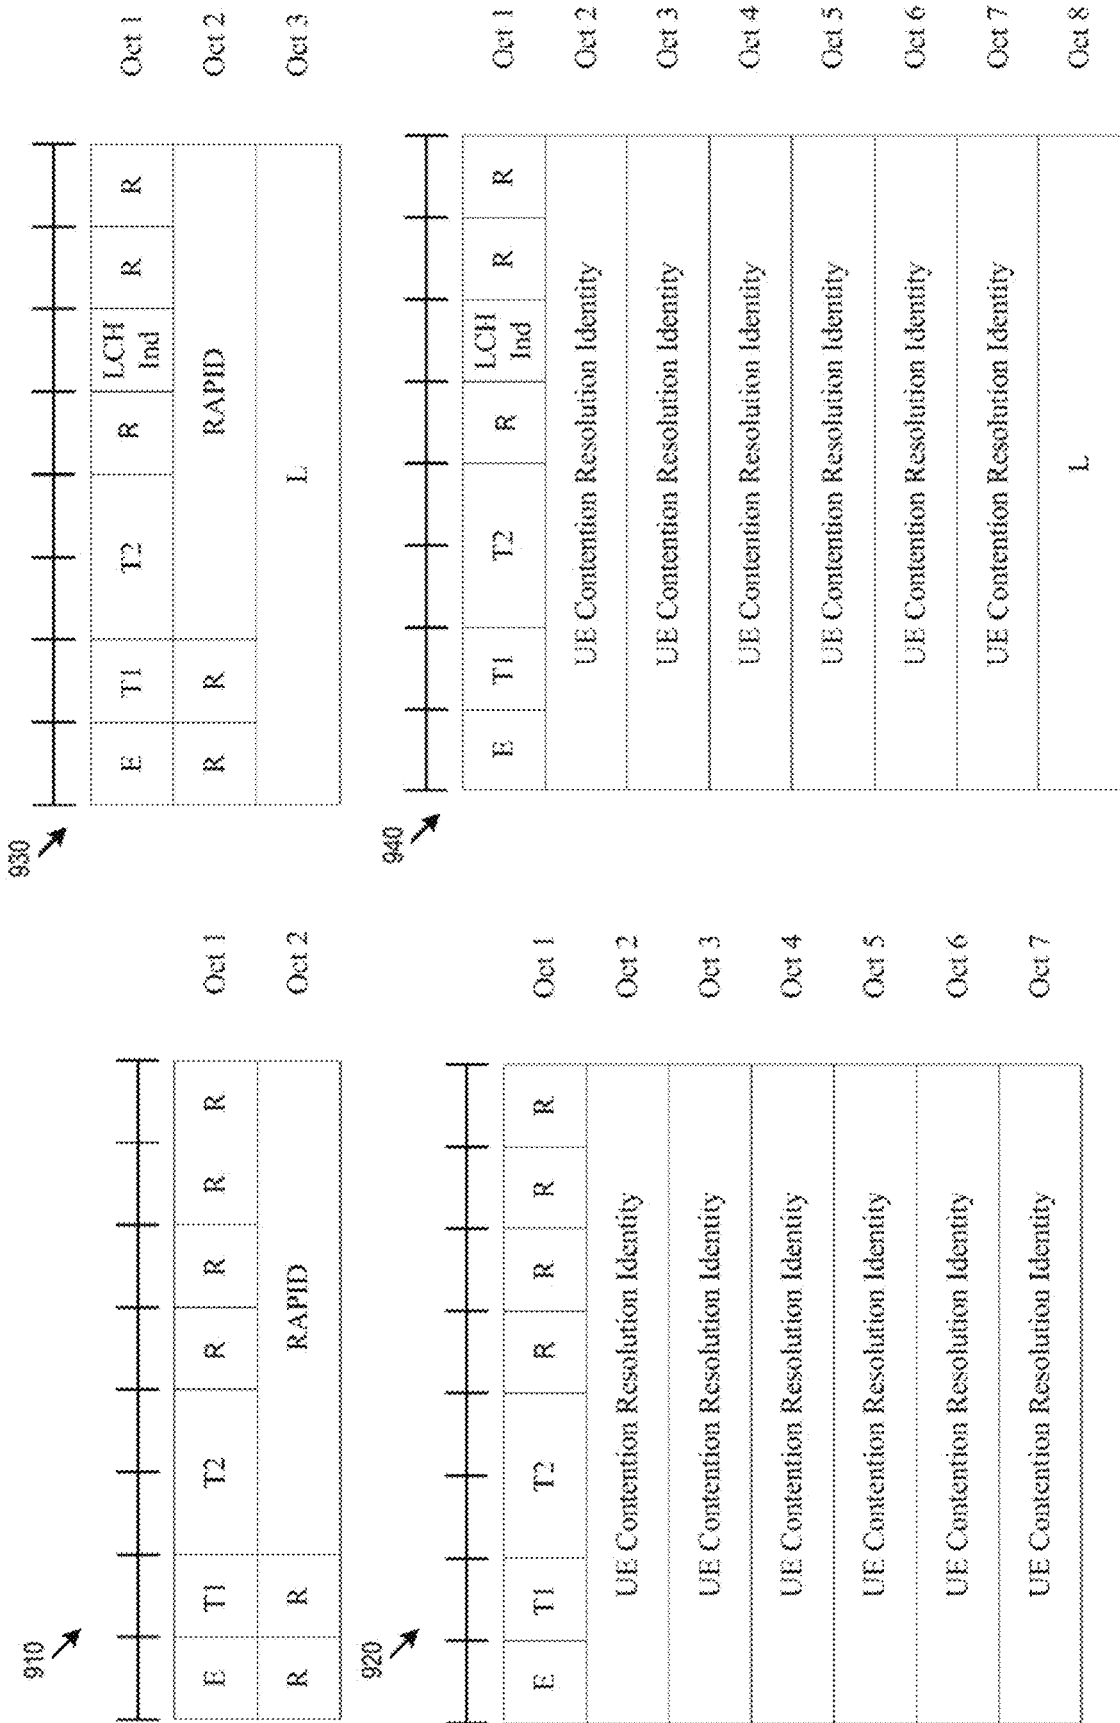 910
E T1 T2 R R R R Oct 1
R R RAPID Oct 2
920
E T1 T2 R R R R Oct 1
UE Contention Resolution Identity Oct 2
UE Contention Resolution Identity Oct 3
UE Contention Resolution Identity Oct 4
UE Contention Resolution Identity Oct 5
UE Contention Resolution Identity Oct 6
UE Contention Resolution Identity Oct 7
930
E T1 T2 R LCH Ind R R Oct 1
R R RAPID Oct 2
L Oct 3
940
E T1 T2 R LCH Ind R R Oct 1
UE Contention Resolution Identity Oct 2
UE Contention Resolution Identity Oct 3
UE Contention Resolution Identity Oct 4
UE Contention Resolution Identity Oct 5
UE Contention Resolution Identity Oct 6
UE Contention Resolution Identity Oct 7
L Oct 8